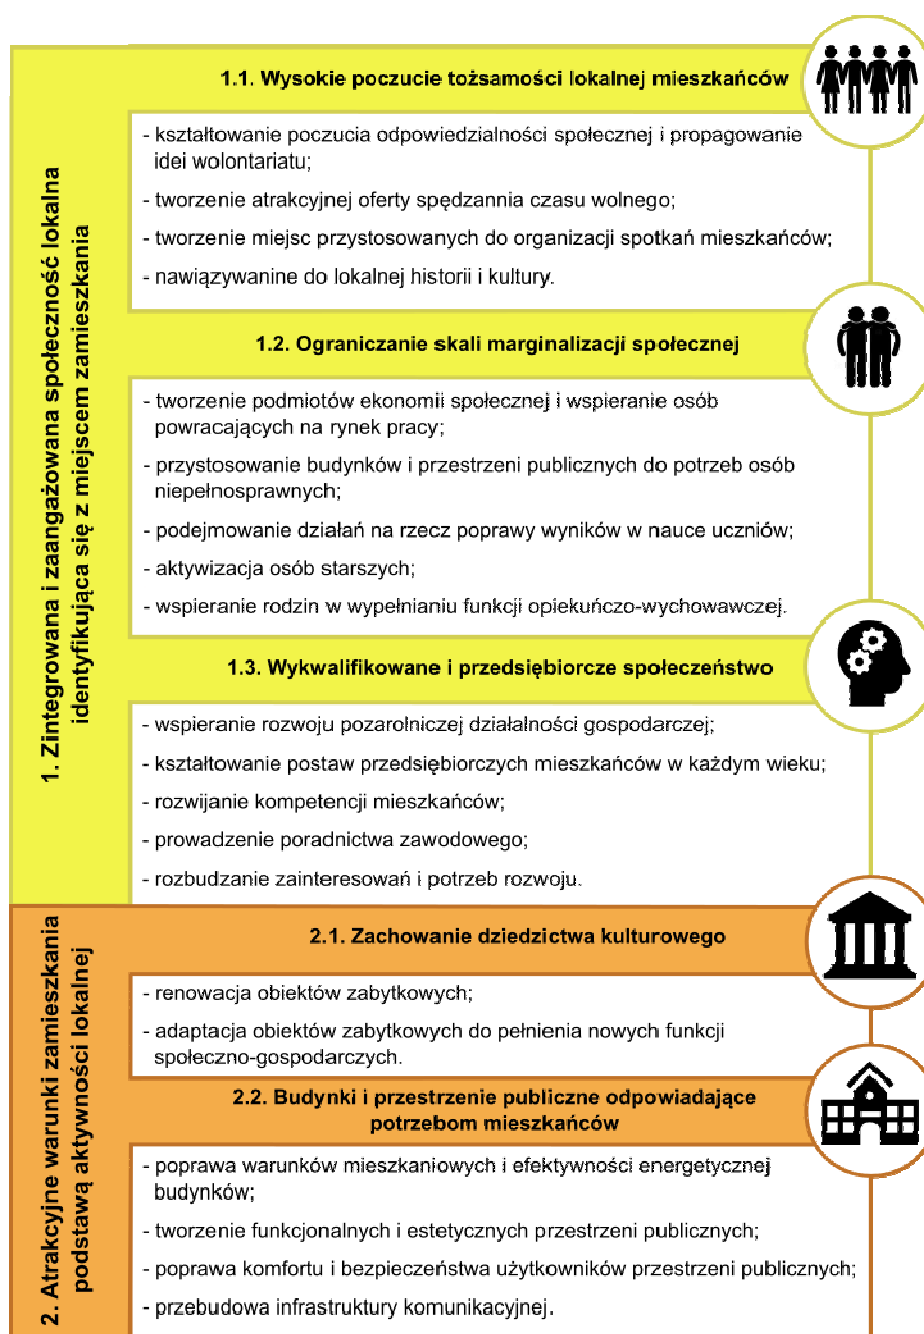 1. Zintegrowana i zaangażowana społeczność lokalna
identyfikująca się z miejscem zamieszkania
1.1. Wysokie poczucie tożsamości lokalnej mieszkańców
- kształtowanie poczucia odpowiedzialności społecznej i propagowanie
idei wolontariatu;
- tworzenie atrakcyjnej oferty spędzannia czasu wolnego;
- tworzenie miejsc przystosowanych do organizacji spotkań mieszkańców;
- nawiązywanine do lokalnej historii i kultury.
1.2. Ograniczanie skali marginalizacji społecznej
- tworzenie podmiotów ekonomii społecznej i wspieranie osób
powracających na rynek pracy;
- przystosowanie budynków i przestrzeni publicznych do potrzeb osób
niepełnosprawnych;
- podejmowanie działań na rzecz poprawy wyników w nauce uczniów;
- aktywizacja osób starszych;
- wspieranie rodzin w wypełnianiu funkcji opiekuńczo-wychowawczej.
1.3. Wykwalifikowane i przedsiębiorcze społeczeństwo
- wspieranie rozwoju pozarolniczej działalności gospodarczej;
- kształtowanie postaw przedsiębiorczych mieszkańców w każdym wieku;
- rozwijanie kompetencji mieszkańców;
- prowadzenie poradnictwa zawodowego;
- rozbudzanie zainteresowań i potrzeb rozwoju.
2. Atrakcyjne warunki zamieszkania
podstawą aktywności lokalnej
2.1. Zachowanie dziedzictwa kulturowego
- renowacja obiektów zabytkowych;
- adaptacja obiektów zabytkowych do pełnienia nowych funkcji
społeczno-gospodarczych.
2.2. Budynki i przestrzenie publiczne odpowiadające
potrzebom mieszkańców
- poprawa warunków mieszkaniowych i efektywności energetycznej
budynków;
- tworzenie funkcjonalnych i estetycznych przestrzeni publicznych;
- poprawa komfortu i bezpieczeństwa użytkowników przestrzeni publicznych;
- przebudowa infrastruktury komunikacyjnej.